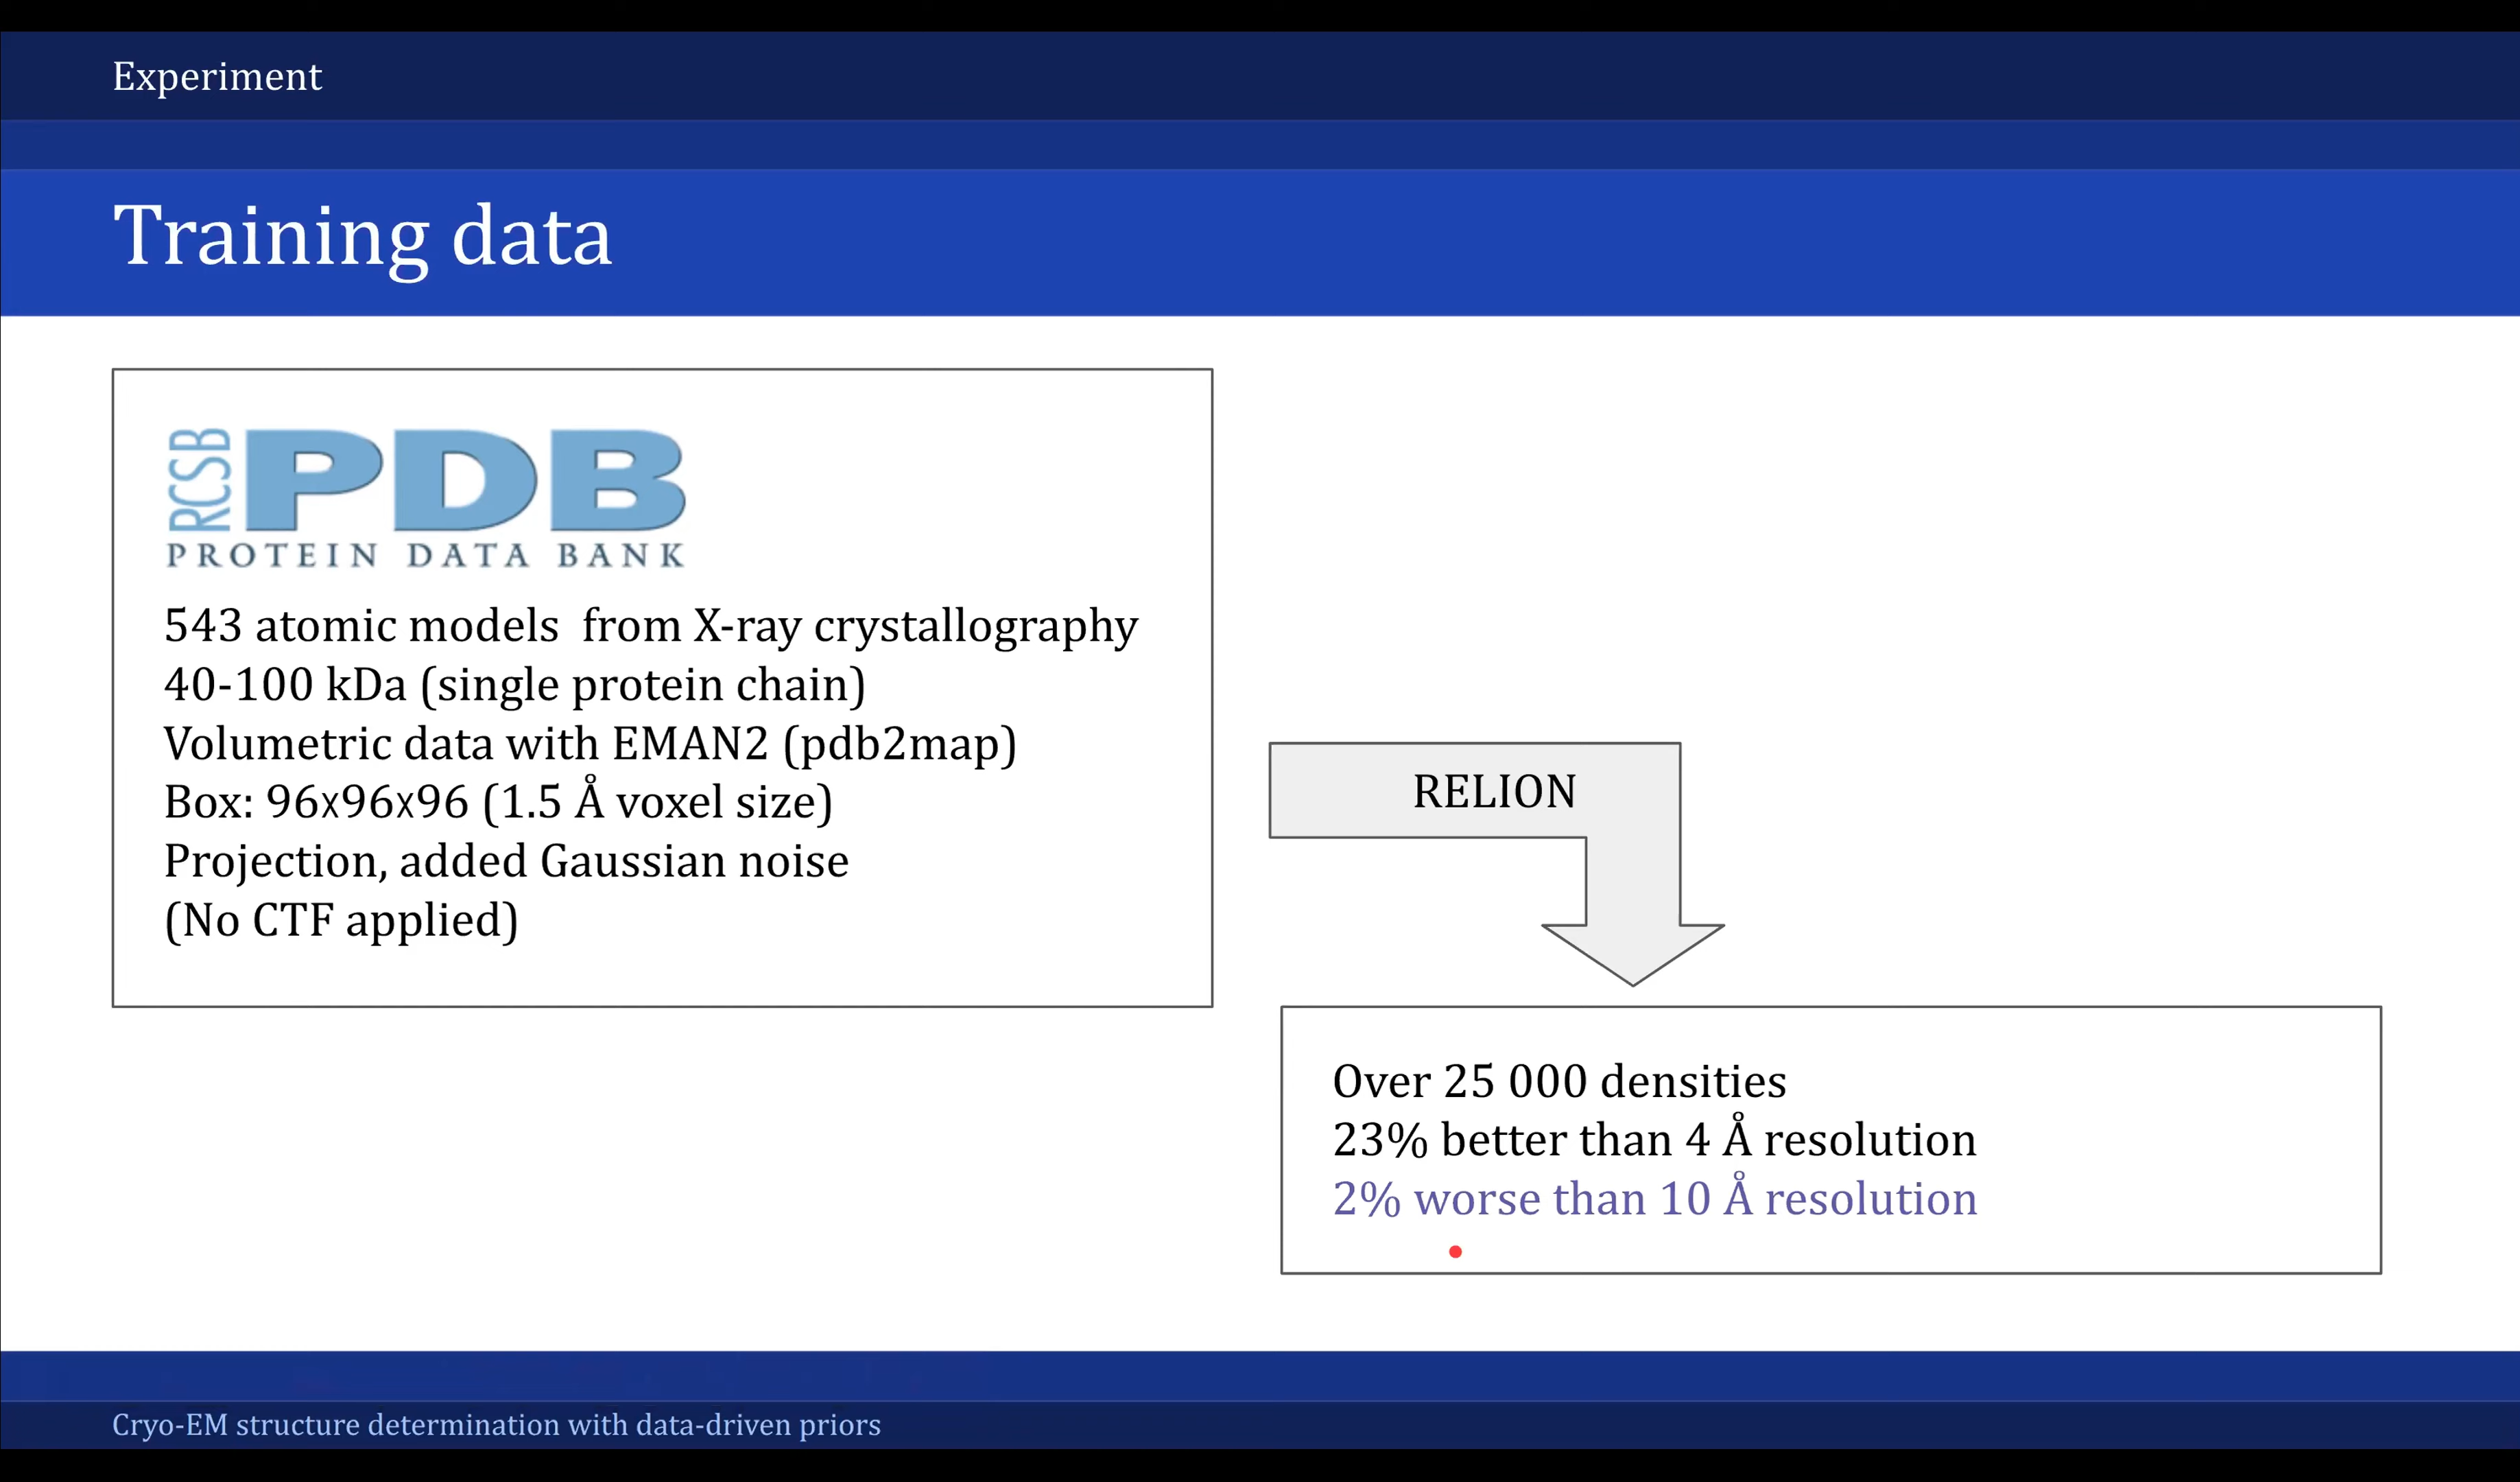 Experiment
Training data
RCSB
PDB
PROTEIN DATA BANK
543 atomic models  from X-ray crystallography
40-100 kDa (single protein chain)
Volumetric data with EMAN2 (pdb2map)
Box: 96x96x96 (1.5 Å voxel size)
Projection, added Gaussian noise
(No CTF applied)
RELION
Over 25 000 densities
23% better than 4 Å resolution
2% worse than 10 Å resolution
Cryo-EM structure determination with data-driven priors